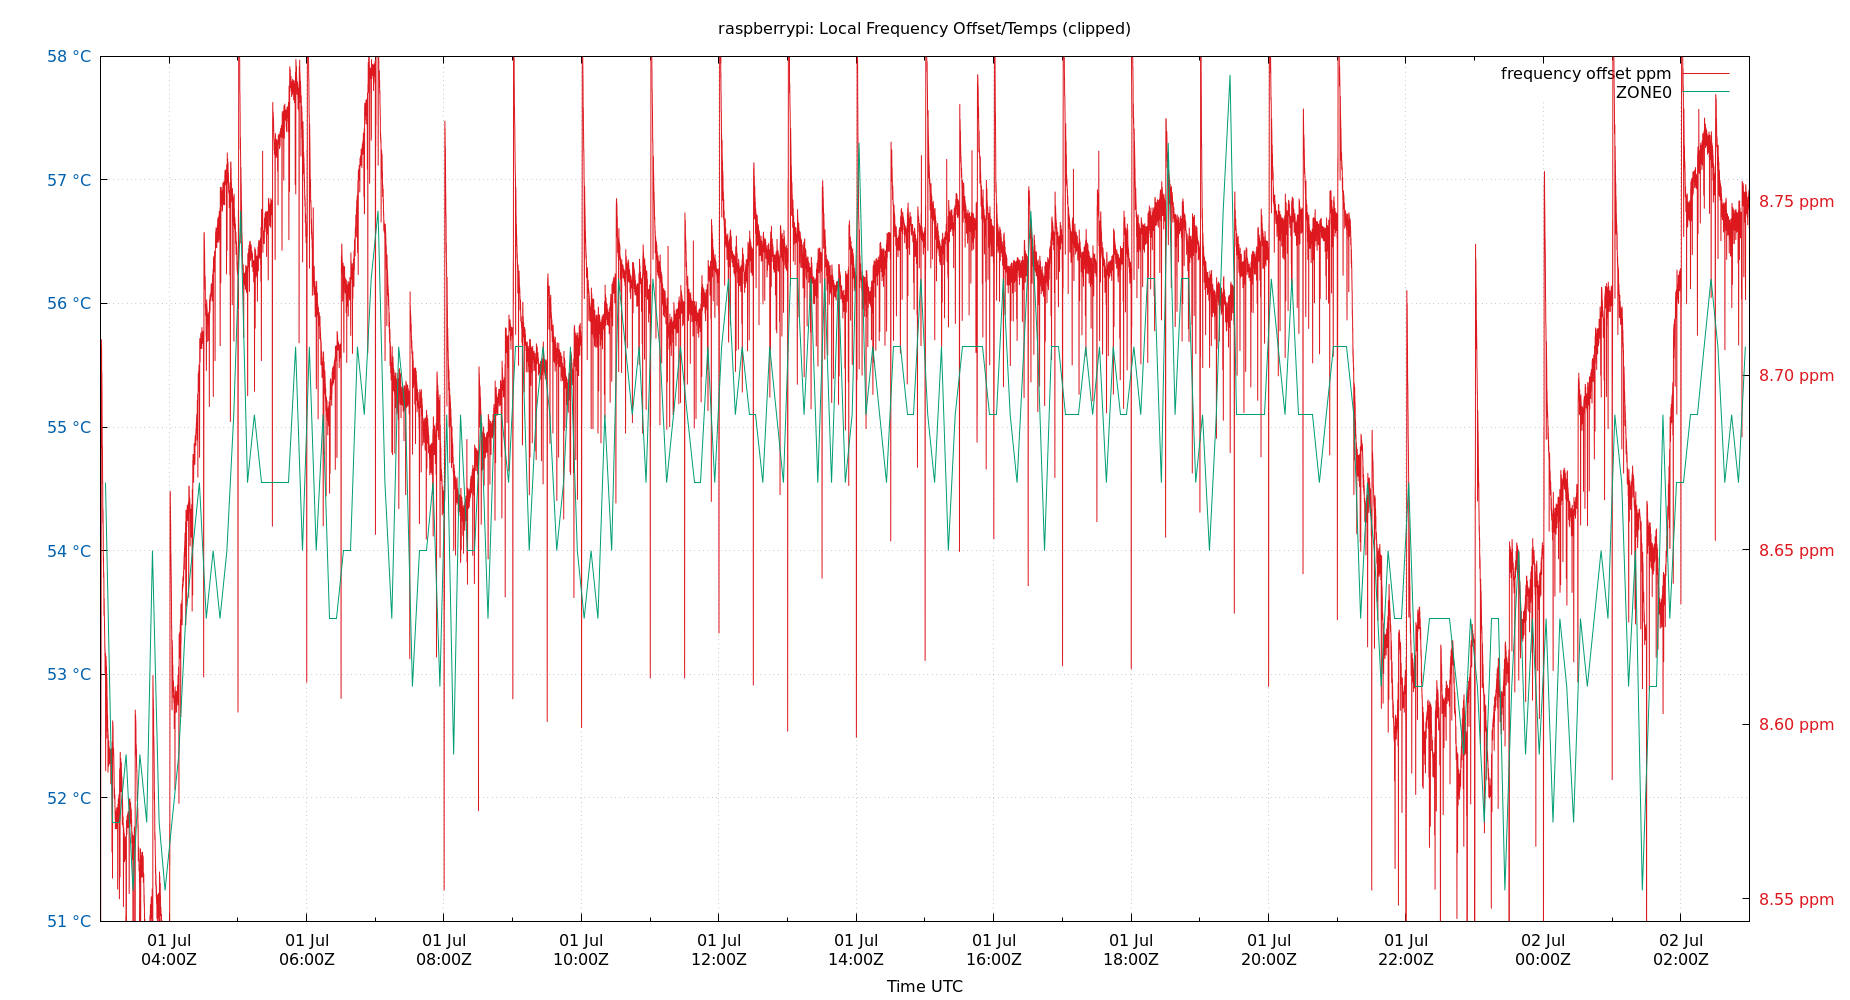 raspberrypi: Local Frequency Offset/Temps (clipped)
frequency offset ppm
ZONE0
58 °C
57 °C
56 °C
55 °C
54 °C
53 °C
52 °C
51 °C
8.75 ppm
8.70 ppm
8.65 ppm
8.60 ppm
8.55 ppm
01 Jul 01 Jul 01 Jul 01 Jul 01 Jul 01 Jul 01 Jul 01 Jul 01 Jul 01 Jul 02 Jul 02 Jul
04:00Z 06:00Z 08:00Z 10:00Z 12:00Z 14:00Z 16:00Z 18:00Z 20:00Z 22:00Z 00:00Z 02:00Z
Time UTC